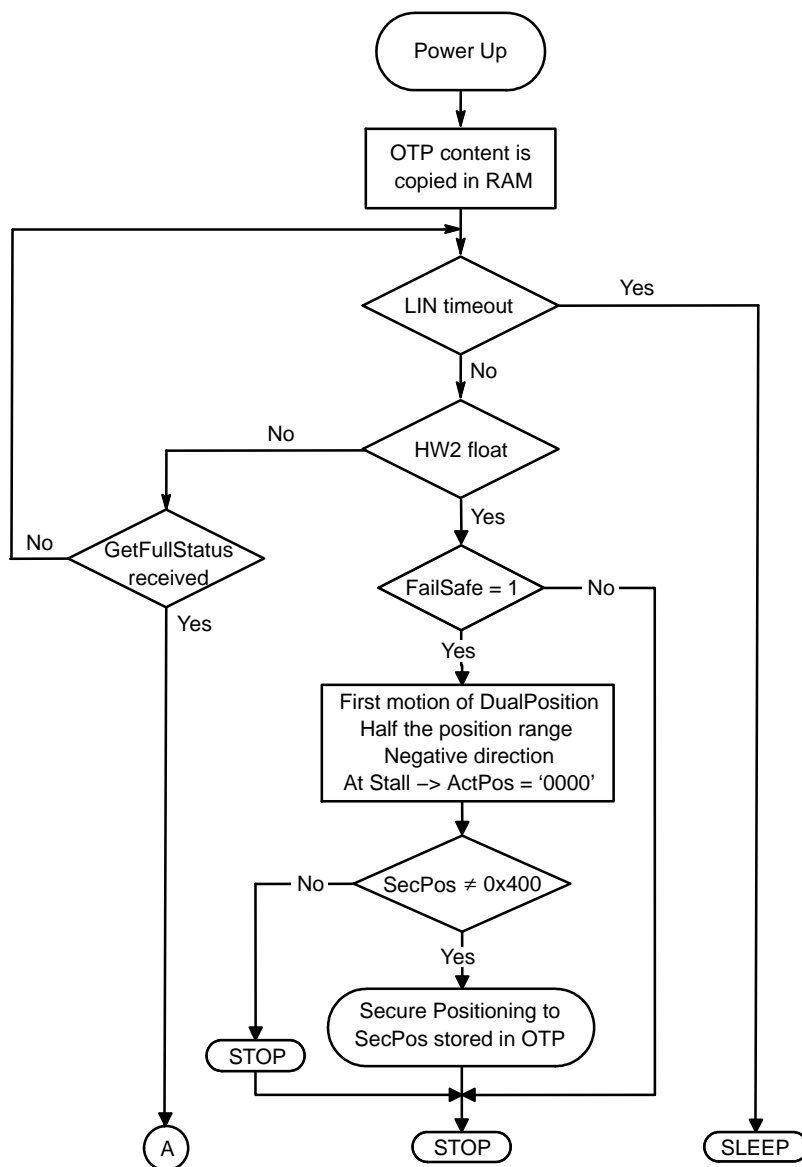 Power Up
OTP content is
copied in RAM
LIN timeout
Yes
No
HW2 float
No
Yes
GetFullStatus
received
No
Yes
FailSafe = 1
No
Yes
First motion of DualPosition
Half the position range
Negative direction
At Stall −> ActPos = ‘0000’
SecPos ≠ 0x400
No
Yes
Secure Positioning to
SecPos stored in OTP
STOP
A
STOP
SLEEP